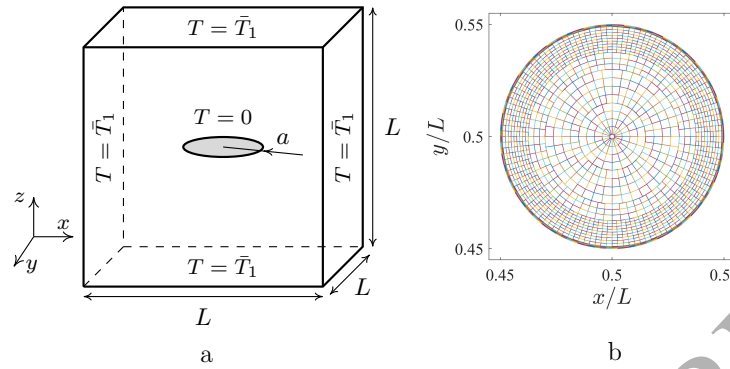 T = T̄₁
T = 0
a
T = T̄₁
T = T̄₁
L
z
x
y
T = T̄₁
L
L
a
0.55
0.5
0.45
y/L
0.45
0.5
0.5
x/L
b